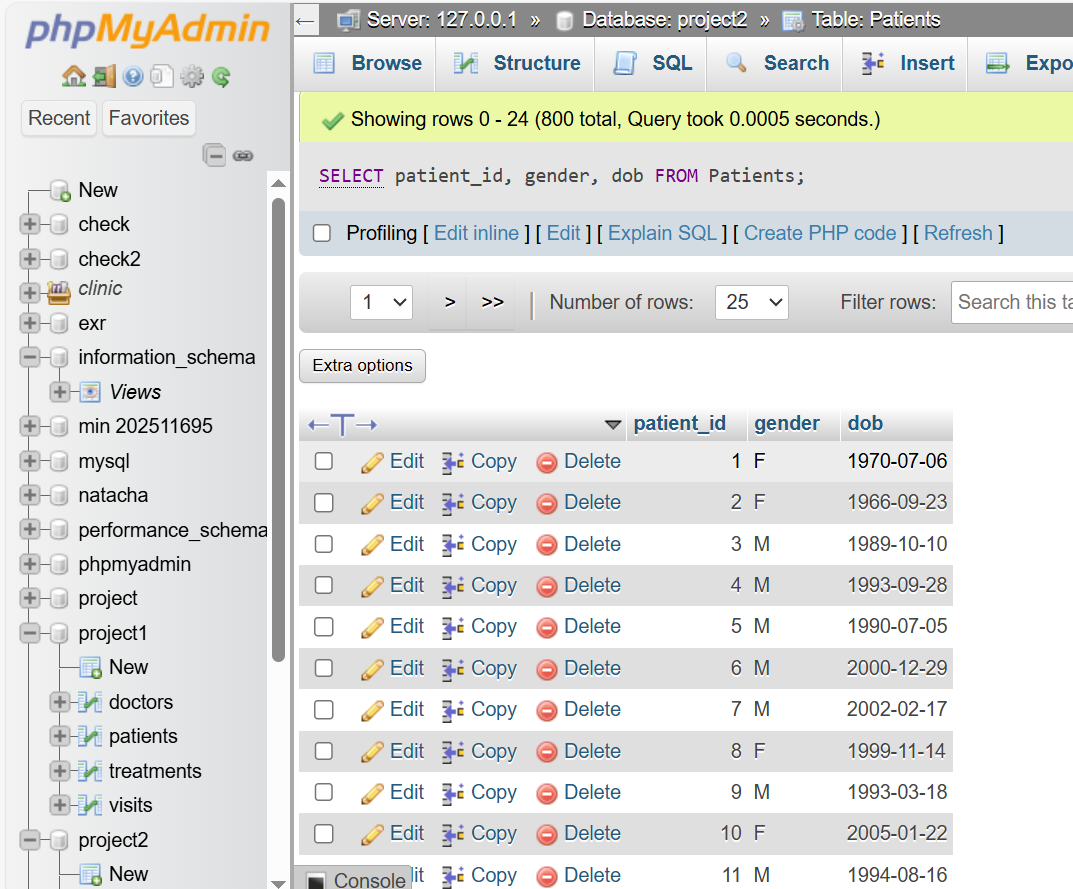 phpMyAdmin
Recent Favorites
New
check
check2
clinic
exr
information_schema
Views
min 202511695
mysql
natacha
performance_schema
phpmyadmin
project
project1
New
doctors
patients
treatments
visits
project2
New
Server: 127.0.0.1 » Database: project2 » Table: Patients
Browse Structure SQL Search Insert Expo
Showing rows 0 - 24 (800 total, Query took 0.0005 seconds.)
SELECT patient_id, gender, dob FROM Patients;
Profiling [ Edit inline ] [ Edit ] [ Explain SQL ] [ Create PHP code ] [ Refresh ]
1 > >> | Number of rows: 25 Filter rows: Search this ta
Extra options
←T→ patient_id gender dob
Edit Copy Delete 1 F 1970-07-06
Edit Copy Delete 2 F 1966-09-23
Edit Copy Delete 3 M 1989-10-10
Edit Copy Delete 4 M 1993-09-28
Edit Copy Delete 5 M 1990-07-05
Edit Copy Delete 6 M 2000-12-29
Edit Copy Delete 7 M 2002-02-17
Edit Copy Delete 8 F 1999-11-14
Edit Copy Delete 9 M 1993-03-18
Edit Copy Delete 10 F 2005-01-22
Console it Copy Delete 11 M 1994-08-16